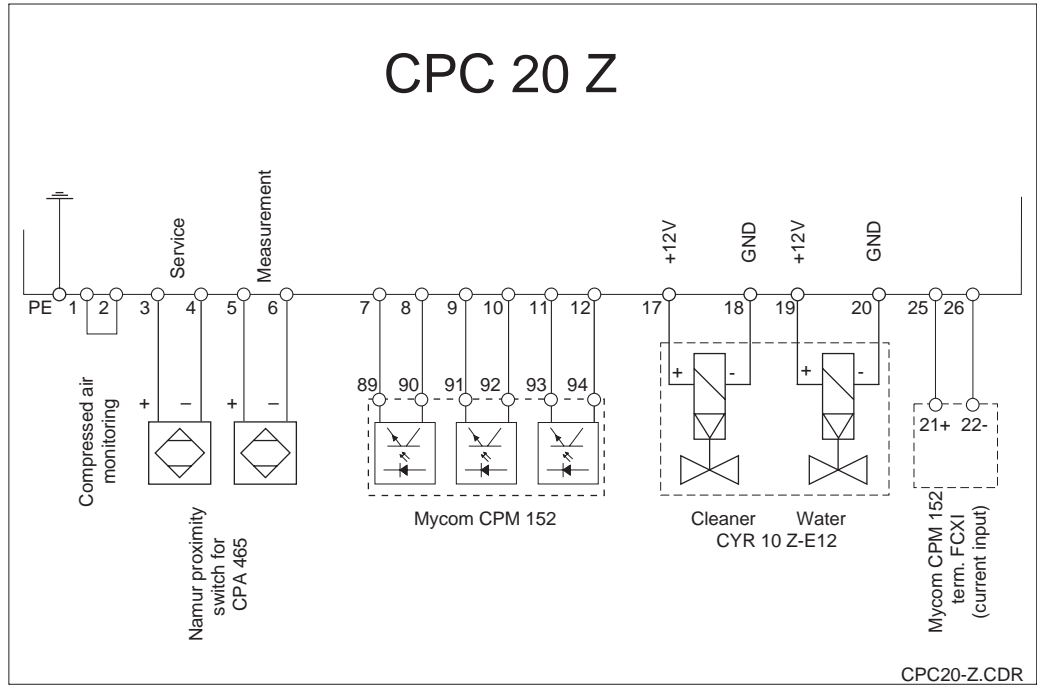 CPC 20 Z
Service
Measurement
+12V
GND
+12V
GND
PE 1 2 3 4 5 6 7 8 9 10 11 12 17 18 19 20 25 26
89 90 91 92 93 94
+ – + –
+ - + -
21+ 22-
Compressed air
monitoring
Namur proximity
switch for
CPA 465
Mycom CPM 152
Cleaner Water
CYR 10 Z-E12
Mycom CPM 152
term. FCXI
(current input)
CPC20-Z.CDR